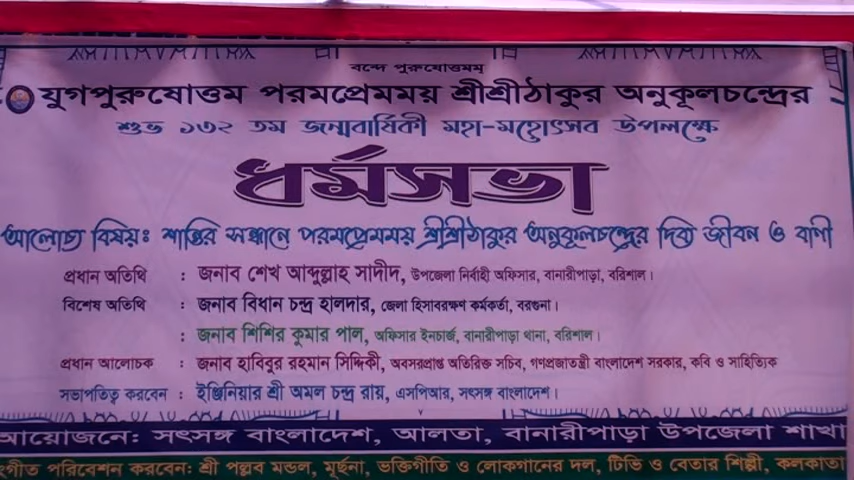 বন্দে পুরুষোত্তমম্
যুগপুরুষোত্তম পরমপ্রেমময় শ্রীশ্রীঠাকুর অনুকূলচন্দ্রের
শুভ ১৩২ তম জন্মবার্ষিকী মহা-মহোৎসব উপলক্ষে
ধর্মসভা
আলোচ্য বিষয়ঃ শান্তির সন্ধানে পরমপ্রেমময় শ্রীশ্রীঠাকুর অনুকূলচন্দ্রের দিব্য জীবন ও বাণী
প্রধান অতিথি : জনাব শেখ আব্দুল্লাহ সাদীদ, উপজেলা নির্বাহী অফিসার, বানারীপাড়া, বরিশাল।
বিশেষ অতিথি : জনাব বিধান চন্দ্র হালদার, জেলা হিসাবরক্ষণ কর্মকর্তা, বরগুনা।
: জনাব শিশির কুমার পাল, অফিসার ইনচার্জ, বানারীপাড়া থানা, বরিশাল।
প্রধান আলোচক : জনাব হাবিবুর রহমান সিদ্দিকী, অবসরপ্রাপ্ত অতিরিক্ত সচিব, গণপ্রজাতন্ত্রী বাংলাদেশ সরকার, কবি ও সাহিত্যিক
সভাপতিত্ব করবেন : ইঞ্জিনিয়ার শ্রী অমল চন্দ্র রায়, এসপিআর, সৎসঙ্গ বাংলাদেশ।
আয়োজনে: সৎসঙ্গ বাংলাদেশ, আলতা, বানারীপাড়া উপজেলা শাখা
সংগীত পরিবেশন করবেন: শ্রী পল্লব মন্ডল, মূর্ছনা, ভক্তিগীতি ও লোকগানের দল, টিভি ও বেতার শিল্পী, কলকাতা